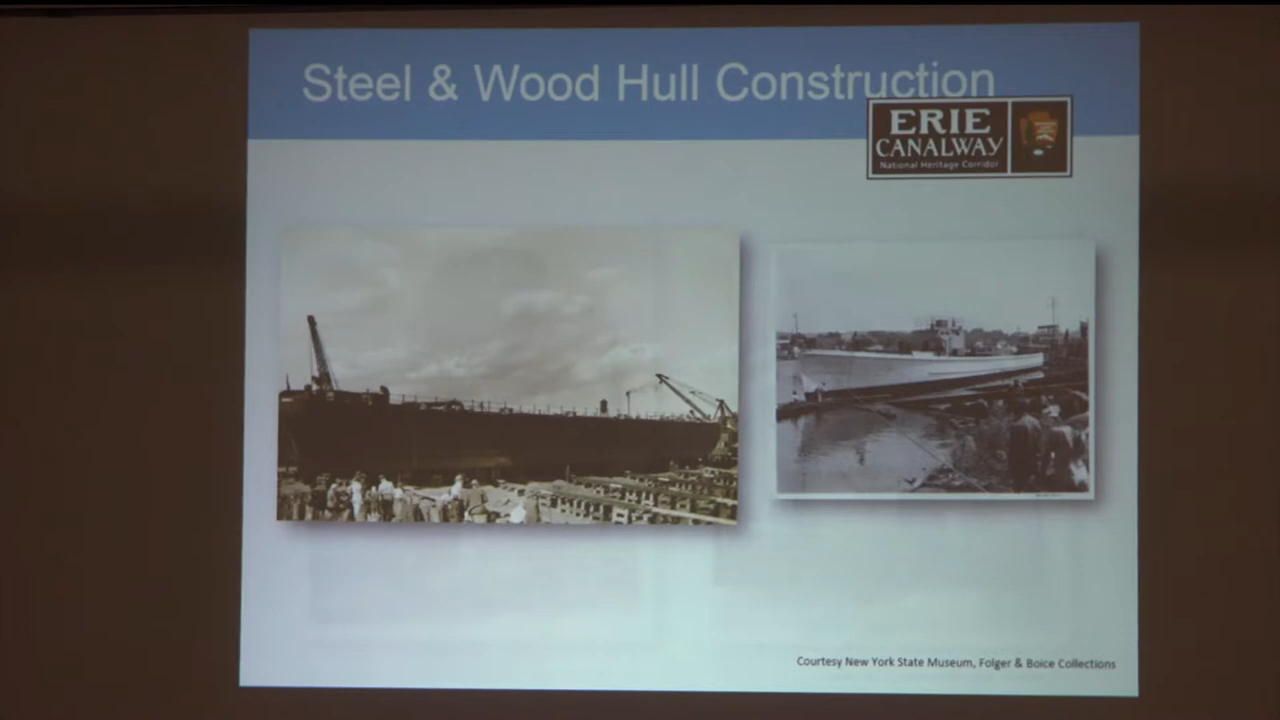 Steel & Wood Hull Construction
ERIE
CANALWAY
National Heritage Corridor
Courtesy New York State Museum, Folger & Boice Collections